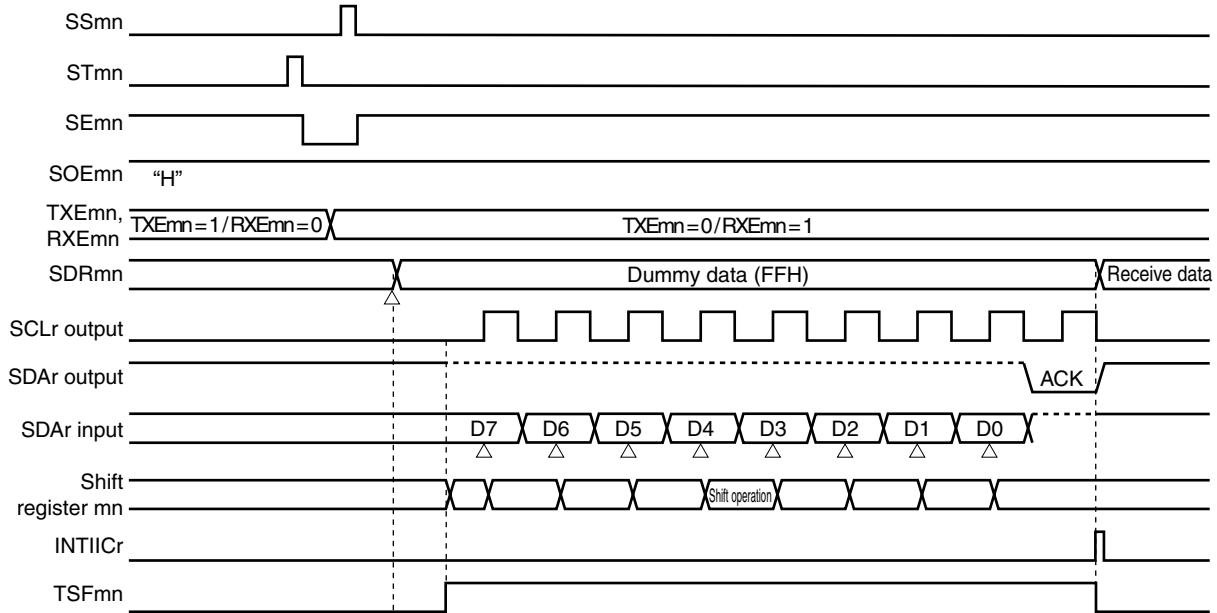 SSmn
STmn
SEmn
SOEmn “H”
TXEmn,
RXEmn
TXEmn=1/RXEmn=0 TXEmn=0/RXEmn=1
SDRmn Dummy data (FFH) Receive data
SCLr output
SDAr output ACK
SDAr input D7 D6 D5 D4 D3 D2 D1 D0
Shift
register mn
Shift operation
INTIICr
TSFmn